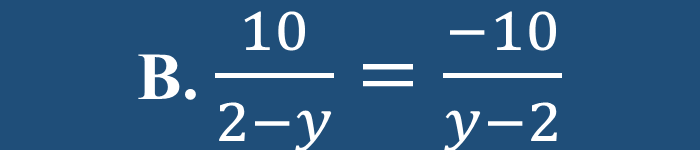 B. 10/(2−y) = −10/(y−2)